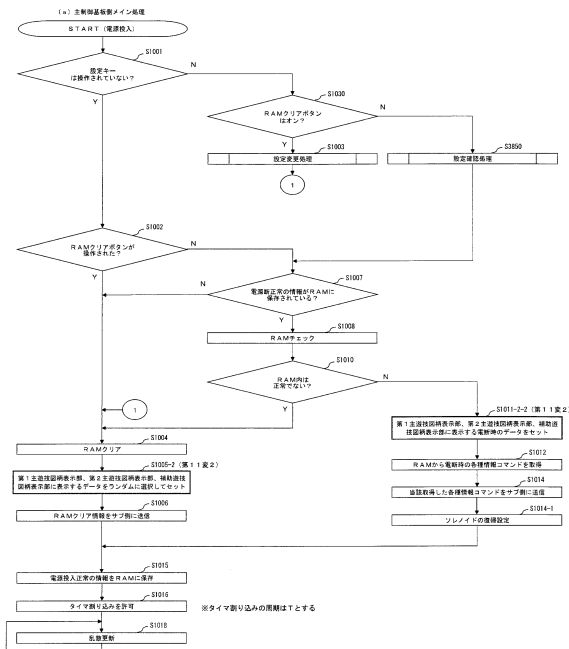 (a) 主制御基板側メイン処理
START (電源投入)
S1001
設定キー
は操作されていない?
N
Y
S1030
RAMクリアボタン
はオン?
N
Y
S1003
設定変更処理
S3850
設定確認処理
1
S1002
RAMクリアボタンが
操作された?
N
Y
S1007
電源断正常の情報がRAMに
保存されている?
N
Y
S1008
RAMチェック
S1010
RAM内は
正常でない?
N
Y
1
S1004
RAMクリア
S1005-2 (第11変2)
第1主遊技図柄表示部、第2主遊技図柄表示部、補助遊技
図柄表示部に表示するデータをランダムに選択してセット
S1006
RAMクリア情報をサブ側に送信
S1011-2-2 (第11変2)
第1主遊技図柄表示部、第2主遊技図柄表示部、補助遊
技図柄表示部に表示する電断時のデータをセット
S1012
RAMから電断時の各種情報コマンドを取得
S1014
当該取得した各種情報コマンドをサブ側に送信
S1014-1
ソレノイドの復帰設定
S1015
電源投入正常の情報をRAMに保存
S1016
タイマ割り込みを許可
※タイマ割り込みの周期はTとする
S1018
乱数更新